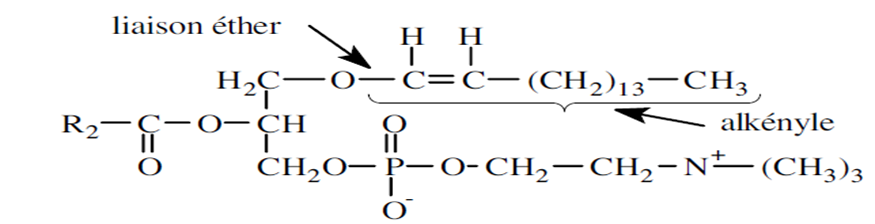 liaison éther
H H
H₂C—O—C=C—(CH₂)₁₃—CH₃
R₂—C—O—CH O alkényle
O CH₂O—P—O-CH₂—CH₂—N⁺—(CH₃)₃
O⁻